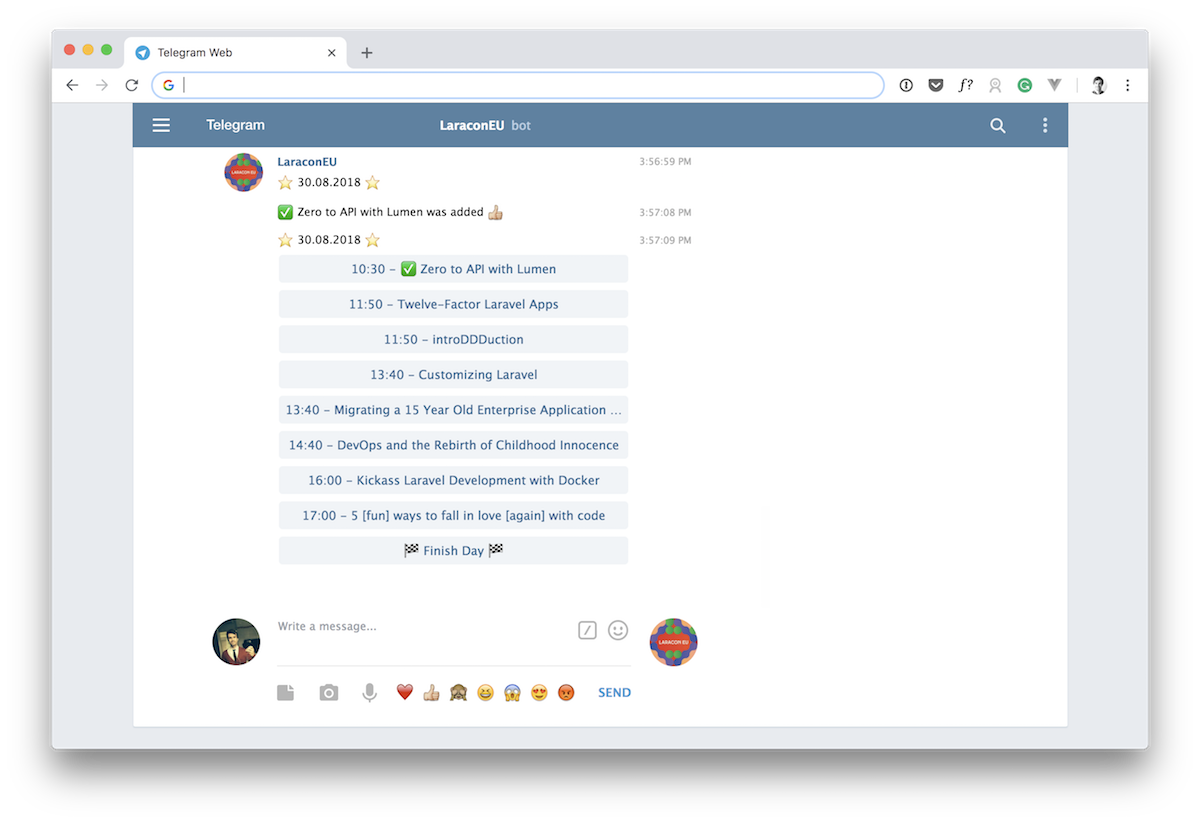 Telegram Web
Telegram
LaraconEU bot
LaraconEU 3:56:59 PM
⭐ 30.08.2018 ⭐
✅ Zero to API with Lumen was added 👍🏼 3:57:08 PM
⭐ 30.08.2018 ⭐ 3:57:09 PM
10:30 – ✅ Zero to API with Lumen
11:50 – Twelve-Factor Laravel Apps
11:50 – introDDDuction
13:40 – Customizing Laravel
13:40 – Migrating a 15 Year Old Enterprise Application ...
14:40 – DevOps and the Rebirth of Childhood Innocence
16:00 – Kickass Laravel Development with Docker
17:00 – 5 [fun] ways to fall in love [again] with code
🏁 Finish Day 🏁
Write a message...
LARACON EU
SEND